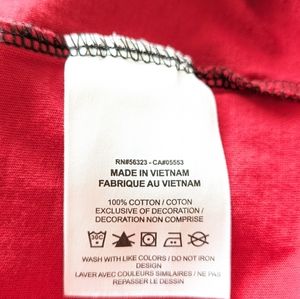 RN#56323 - CA#05553
MADE IN VIETNAM
FABRIQUE AU VIETNAM
100% COTTON / COTON
EXCLUSIVE OF DECORATION /
DECORATION NON COMPRISE
30C
WASH WITH LIKE COLORS / DO NOT IRON
DESIGN
LAVER AVEC COULEURS SIMILAIRES / NE PAS
REPASSER LE DESSIN